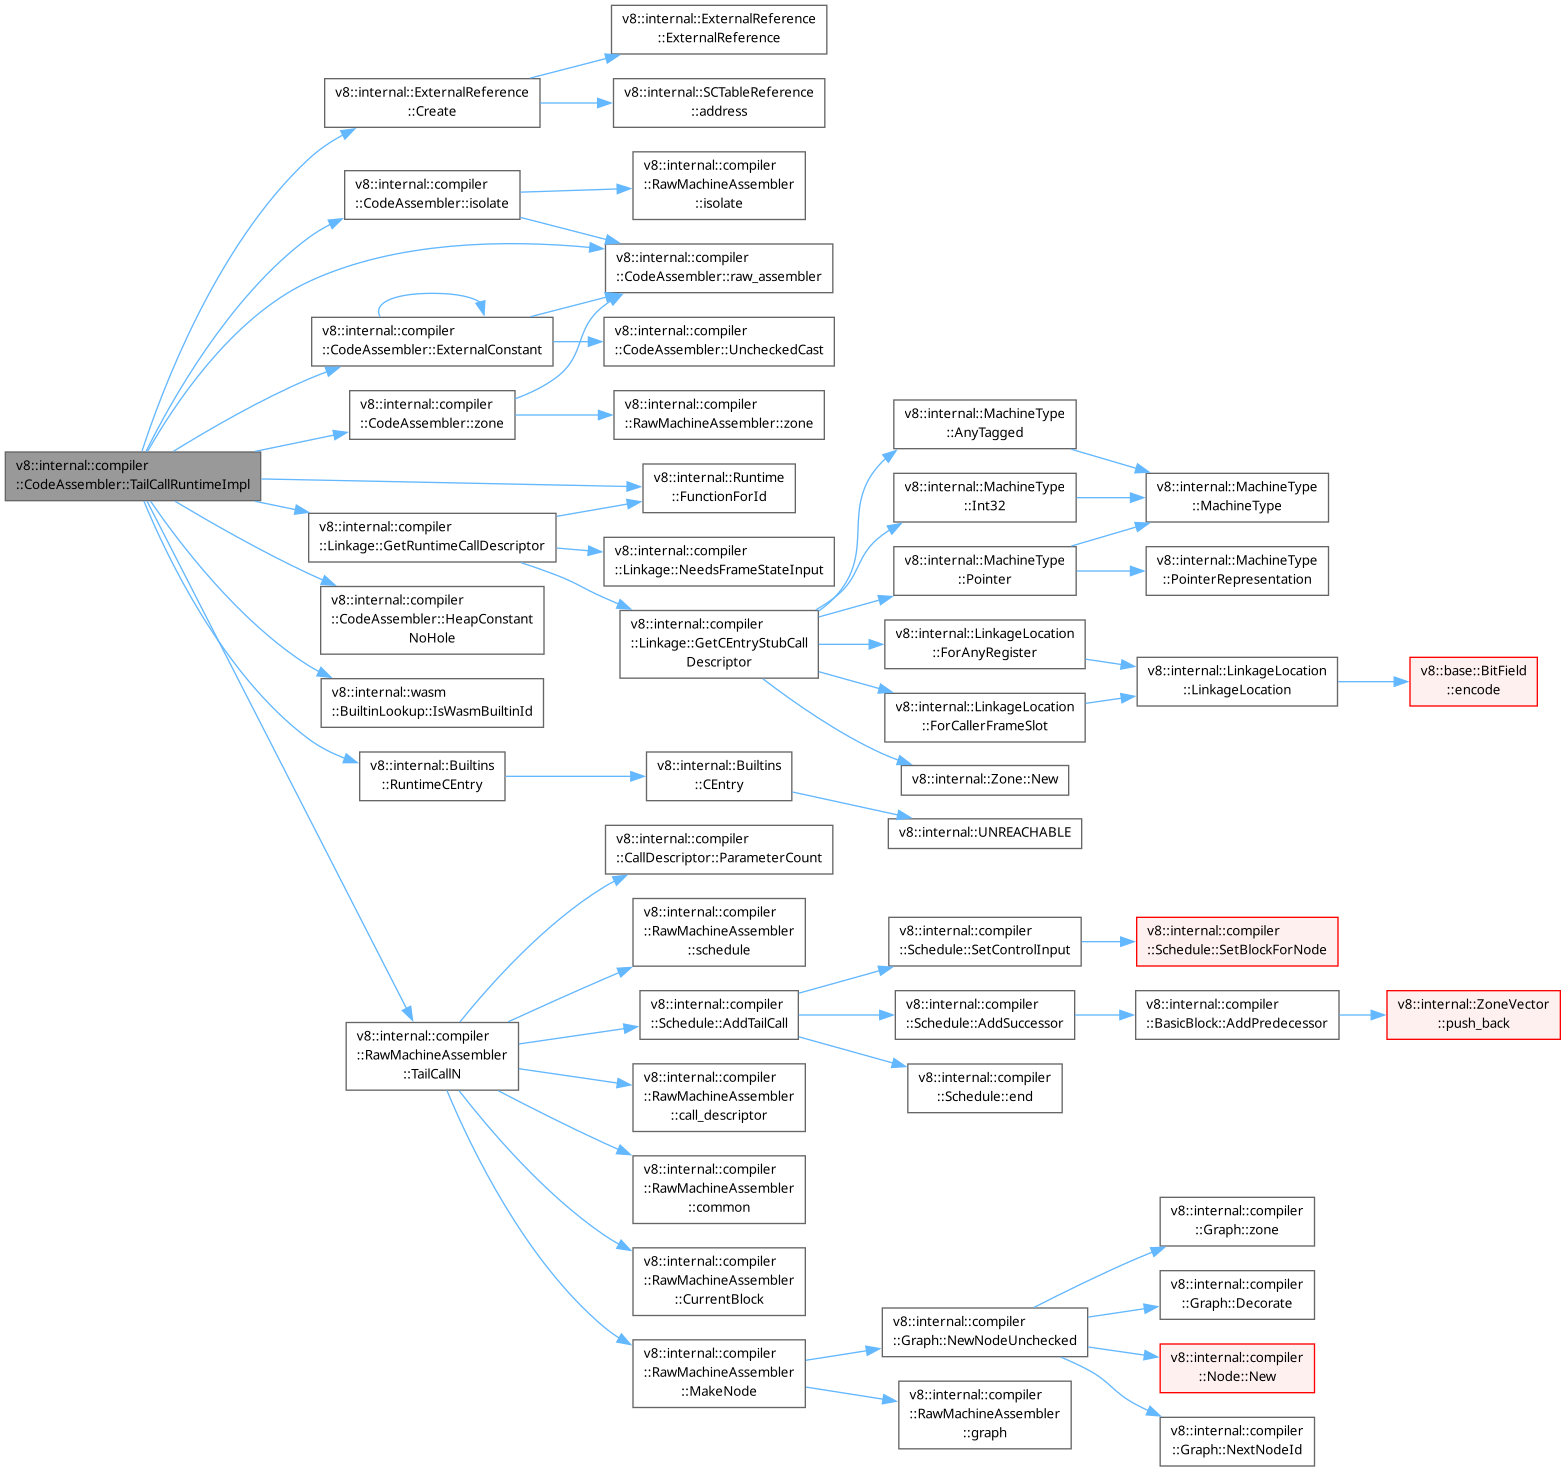 v8::internal::ExternalReference
::ExternalReference
v8::internal::ExternalReference
::Create
v8::internal::SCTableReference
::address
v8::internal::compiler
::RawMachineAssembler
::isolate
v8::internal::compiler
::CodeAssembler::isolate
v8::internal::compiler
::CodeAssembler::raw_assembler
v8::internal::compiler
::CodeAssembler::ExternalConstant
v8::internal::compiler
::CodeAssembler::UncheckedCast
v8::internal::compiler
::CodeAssembler::zone
v8::internal::compiler
::RawMachineAssembler::zone
v8::internal::MachineType
::AnyTagged
v8::internal::compiler
::CodeAssembler::TailCallRuntimeImpl
v8::internal::Runtime
::FunctionForId
v8::internal::MachineType
::Int32
v8::internal::MachineType
::MachineType
v8::internal::compiler
::Linkage::GetRuntimeCallDescriptor
v8::internal::compiler
::Linkage::NeedsFrameStateInput
v8::internal::MachineType
::Pointer
v8::internal::MachineType
::PointerRepresentation
v8::internal::compiler
::CodeAssembler::HeapConstant
NoHole
v8::internal::compiler
::Linkage::GetCEntryStubCall
Descriptor
v8::internal::LinkageLocation
::ForAnyRegister
v8::internal::LinkageLocation
::LinkageLocation
v8::base::BitField
::encode
v8::internal::wasm
::BuiltinLookup::IsWasmBuiltinId
v8::internal::LinkageLocation
::ForCallerFrameSlot
v8::internal::Builtins
::RuntimeCEntry
v8::internal::Builtins
::CEntry
v8::internal::Zone::New
v8::internal::UNREACHABLE
v8::internal::compiler
::CallDescriptor::ParameterCount
v8::internal::compiler
::RawMachineAssembler
::schedule
v8::internal::compiler
::Schedule::SetControlInput
v8::internal::compiler
::Schedule::SetBlockForNode
v8::internal::compiler
::RawMachineAssembler
::TailCallN
v8::internal::compiler
::Schedule::AddTailCall
v8::internal::compiler
::Schedule::AddSuccessor
v8::internal::compiler
::BasicBlock::AddPredecessor
v8::internal::ZoneVector
::push_back
v8::internal::compiler
::RawMachineAssembler
::call_descriptor
v8::internal::compiler
::Schedule::end
v8::internal::compiler
::RawMachineAssembler
::common
v8::internal::compiler
::RawMachineAssembler
::CurrentBlock
v8::internal::compiler
::Graph::zone
v8::internal::compiler
::Graph::Decorate
v8::internal::compiler
::RawMachineAssembler
::MakeNode
v8::internal::compiler
::Graph::NewNodeUnchecked
v8::internal::compiler
::Node::New
v8::internal::compiler
::RawMachineAssembler
::graph
v8::internal::compiler
::Graph::NextNodeId